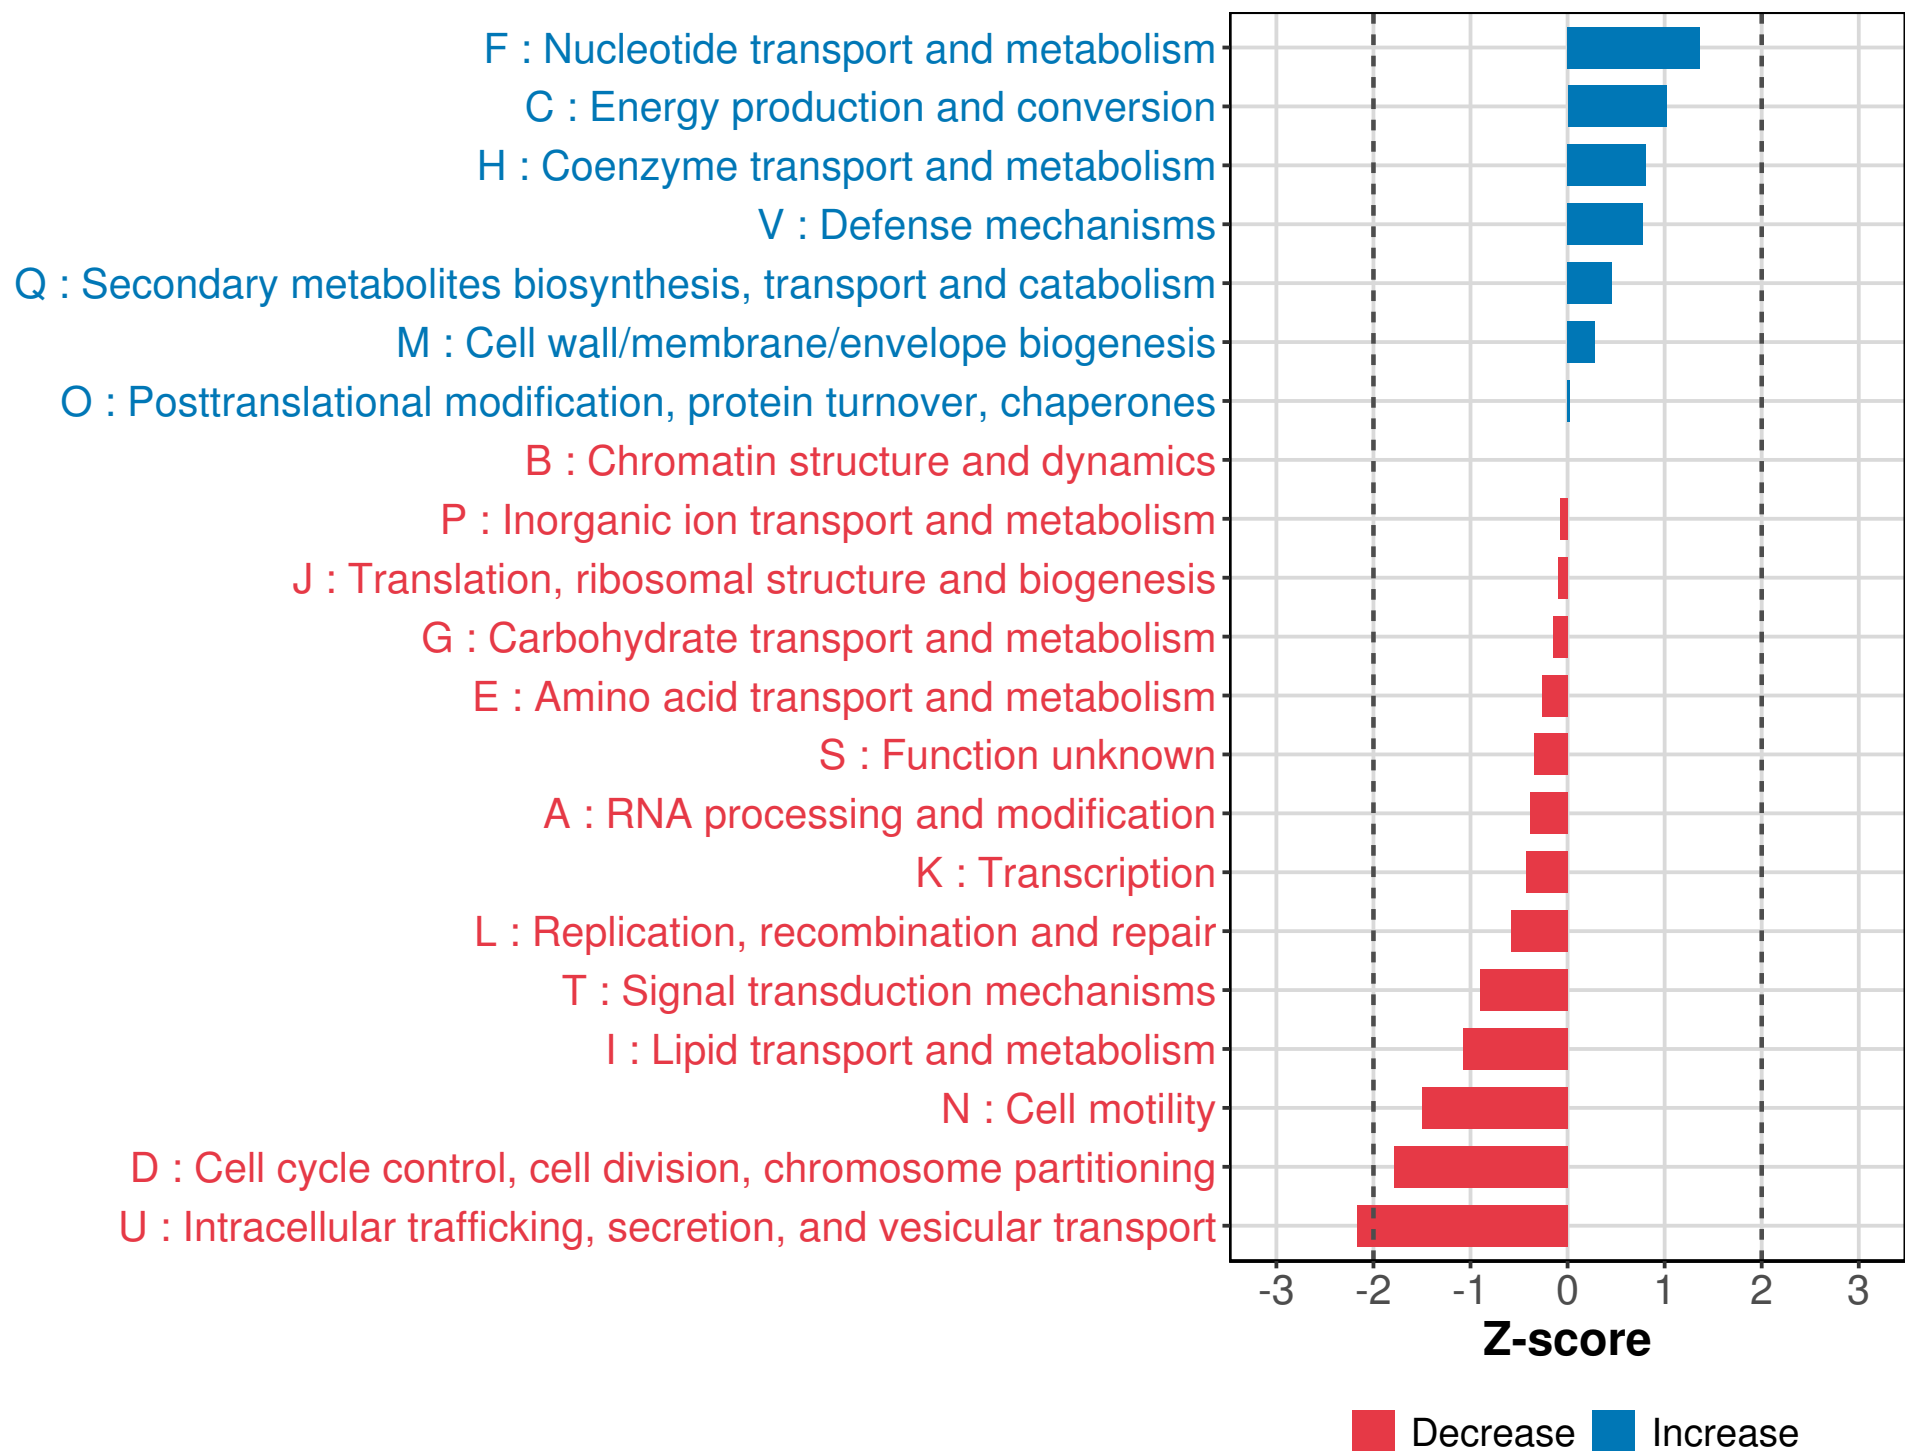 F : Nucleotide transport and metabolism
C : Energy production and conversion
H : Coenzyme transport and metabolism
V : Defense mechanisms
Q : Secondary metabolites biosynthesis, transport and catabolism
M : Cell wall/membrane/envelope biogenesis
O : Posttranslational modification, protein turnover, chaperones
B : Chromatin structure and dynamics
P : Inorganic ion transport and metabolism
J : Translation, ribosomal structure and biogenesis
G : Carbohydrate transport and metabolism
E : Amino acid transport and metabolism
S : Function unknown
A : RNA processing and modification
K : Transcription
L : Replication, recombination and repair
T : Signal transduction mechanisms
I : Lipid transport and metabolism
N : Cell motility
D : Cell cycle control, cell division, chromosome partitioning
U : Intracellular trafficking, secretion, and vesicular transport
-3 -2 -1 0 1 2 3
Z-score
Decrease Increase